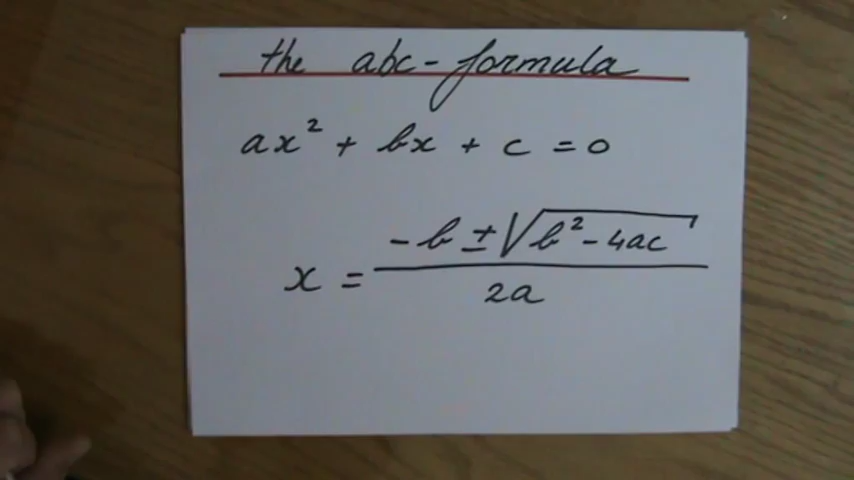 the abc-formula
ax² + bx + c = 0
x = (-b ± √(b² - 4ac)) / 2a